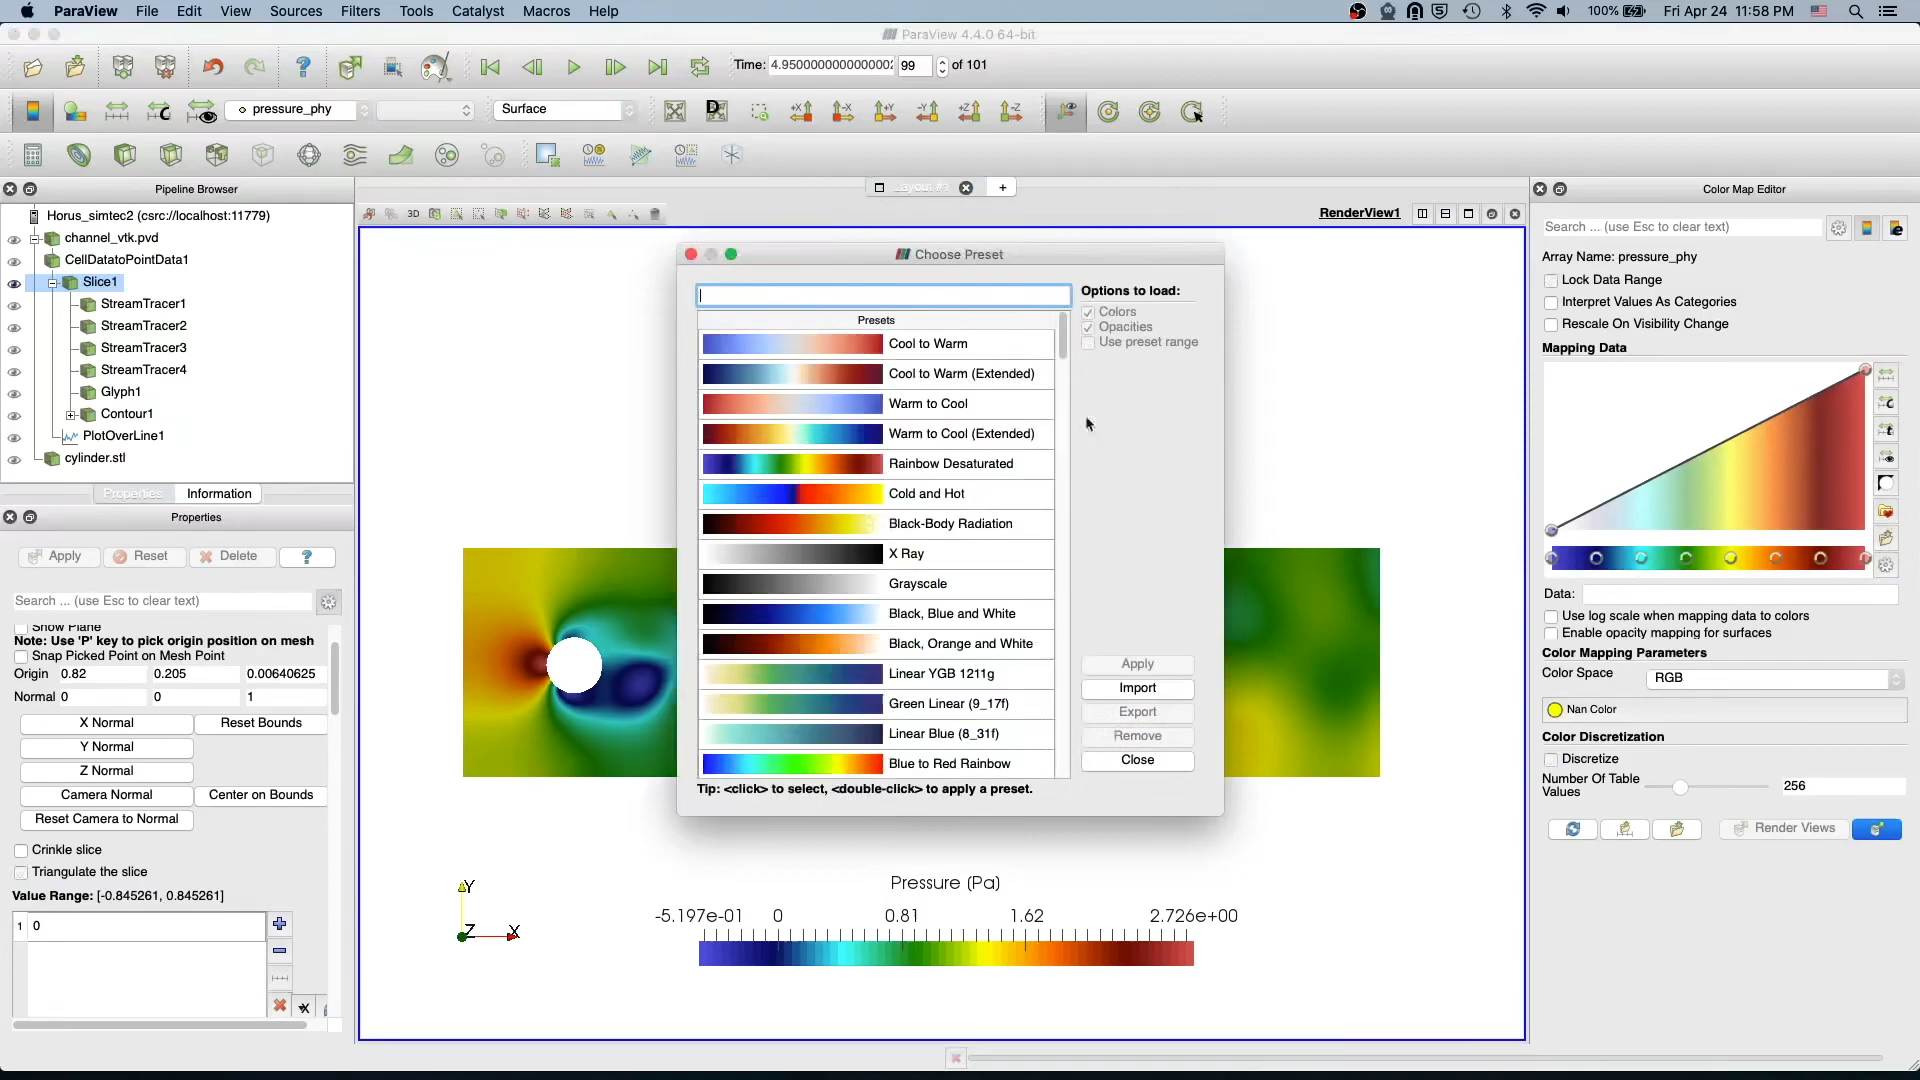 ParaView File Edit View Sources Filters Tools Catalyst Macros Help 100% Fri Apr 24 11:58 PM
ParaView 4.4.0 64-bit
Time: 4.9500000000000002 99 of 101
pressure_phy Surface
Pipeline Browser
Horus_simtec2 (csrc://localhost:11779)
channel_vtk.pvd
CellDatatoPointData1
Slice1
StreamTracer1
StreamTracer2
StreamTracer3
StreamTracer4
Glyph1
Contour1
PlotOverLine1
cylinder.stl
Properties Information
Properties
Apply Reset Delete ?
Search ... (use Esc to clear text)
Show Plane
Note: Use 'P' key to pick origin position on mesh
Snap Picked Point on Mesh Point
Origin 0.82 0.205 0.00640625
Normal 0 0 1
X Normal Reset Bounds
Y Normal
Z Normal
Camera Normal Center on Bounds
Reset Camera to Normal
Crinkle slice
Triangulate the slice
Value Range: [-0.845261, 0.845261]
1 0
Layout #1 +
3D RenderView1
Choose Preset
Presets
Cool to Warm
Cool to Warm (Extended)
Warm to Cool
Warm to Cool (Extended)
Rainbow Desaturated
Cold and Hot
Black-Body Radiation
X Ray
Grayscale
Black, Blue and White
Black, Orange and White
Linear YGB 1211g
Green Linear (9_17f)
Linear Blue (8_31f)
Blue to Red Rainbow
Tip: <click> to select, <double-click> to apply a preset.
Options to load:
Colors
Opacities
Use preset range
Apply
Import
Export
Remove
Close
Pressure (Pa)
-5.197e-01 0 0.81 1.62 2.726e+00
Y
Z X
Color Map Editor
Search ... (use Esc to clear text)
Array Name: pressure_phy
Lock Data Range
Interpret Values As Categories
Rescale On Visibility Change
Mapping Data
Data:
Use log scale when mapping data to colors
Enable opacity mapping for surfaces
Color Mapping Parameters
Color Space RGB
Nan Color
Color Discretization
Discretize
Number Of Table
Values 256
Render Views